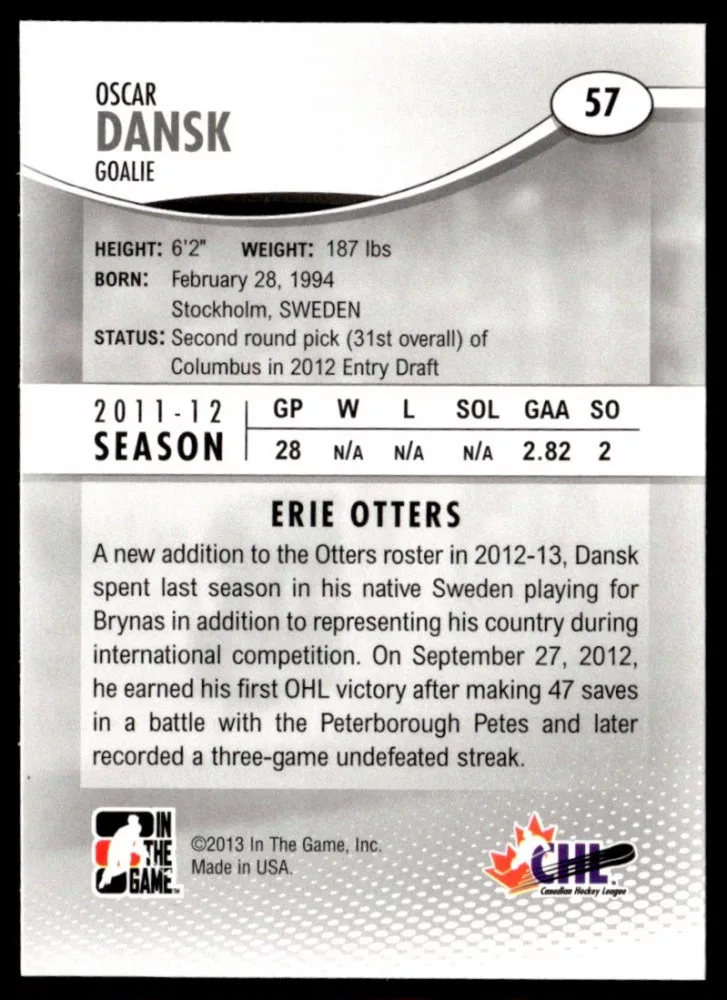 OSCAR
DANSK
GOALIE
57
HEIGHT: 6'2" WEIGHT: 187 lbs
BORN: February 28, 1994
Stockholm, SWEDEN
STATUS: Second round pick (31st overall) of
Columbus in 2012 Entry Draft
2011-12 GP W L SOL GAA SO
SEASON 28 N/A N/A N/A 2.82 2
ERIE OTTERS
A new addition to the Otters roster in 2012-13, Dansk
spent last season in his native Sweden playing for
Brynas in addition to representing his country during
international competition. On September 27, 2012,
he earned his first OHL victory after making 47 saves
in a battle with the Peterborough Petes and later
recorded a three-game undefeated streak.
IN
THE
GAME™
©2013 In The Game, Inc.
Made in USA.
CHL
Canadian Hockey League